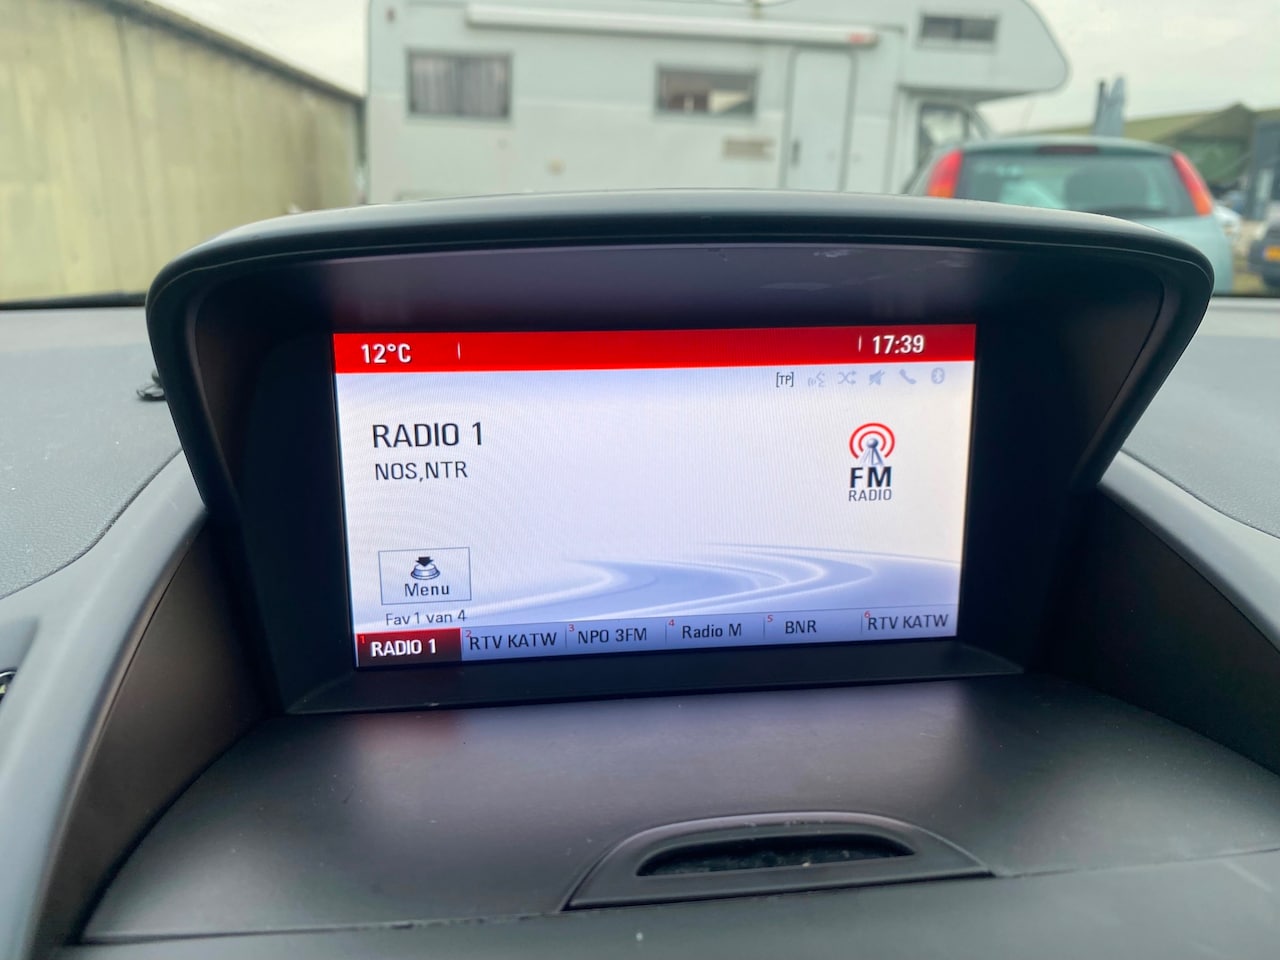 12°C
17:39
[TP]
RADIO 1
NOS,NTR
FM
RADIO
Menu
Fav 1 van 4
1 RADIO 1
2 RTV KATW
3 NPO 3FM
4 Radio M
5 BNR
6 RTV KATW